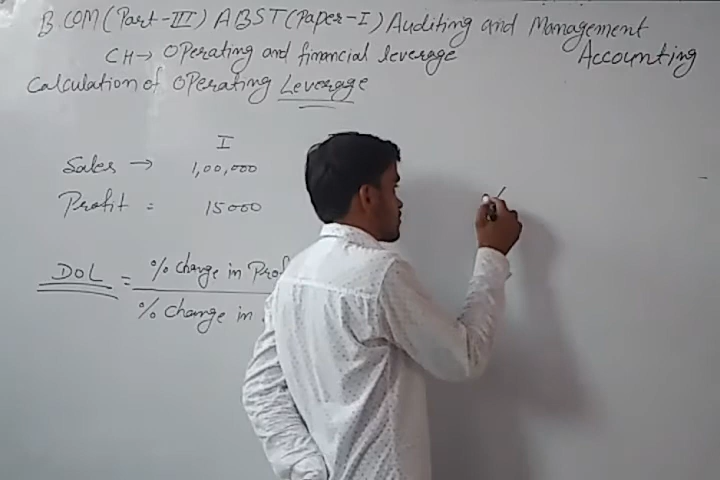 B COM (Part-III) ABST (Paper-I) Auditing and Management
CH → Operating and financial leverage Accounting
Calculation of Operating Leverage
I
Sales → 1,00,000
Profit = 15000
DOL = % Change in Prof
% Change in